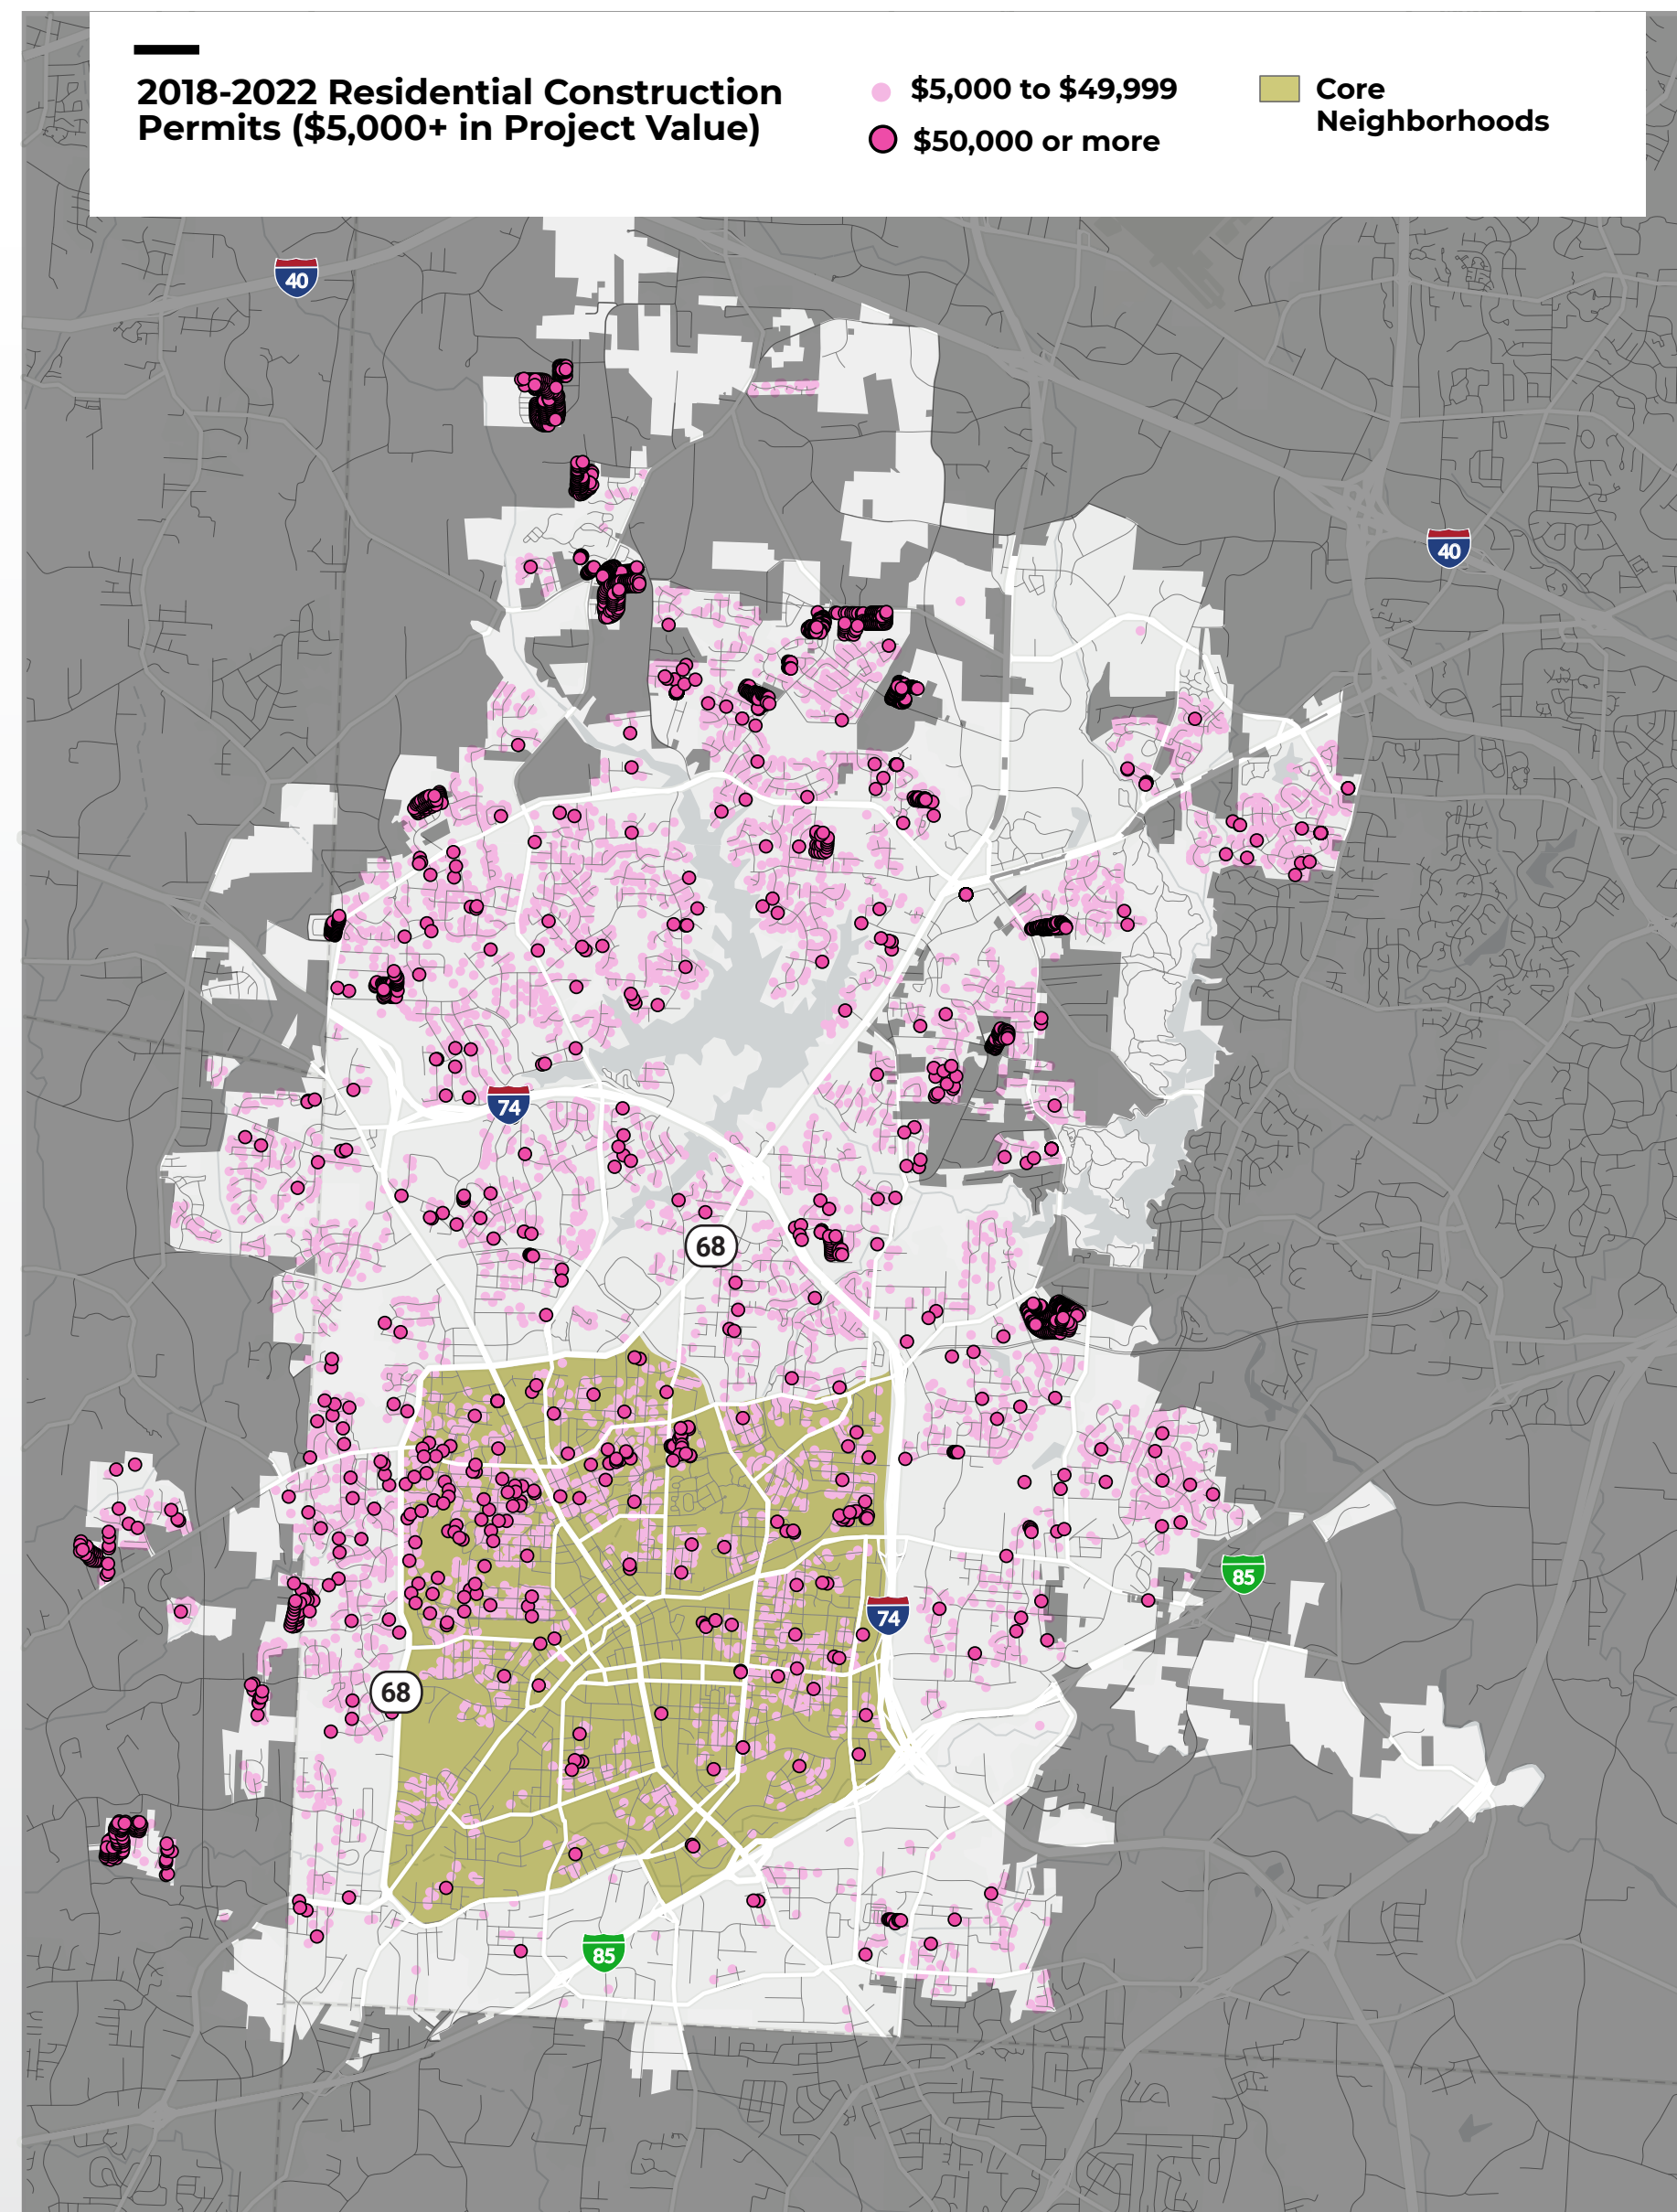 2018-2022 Residential Construction
Permits ($5,000+ in Project Value)
$5,000 to $49,999
$50,000 or more
Core
Neighborhoods
40
40
74
68
85
74
68
85